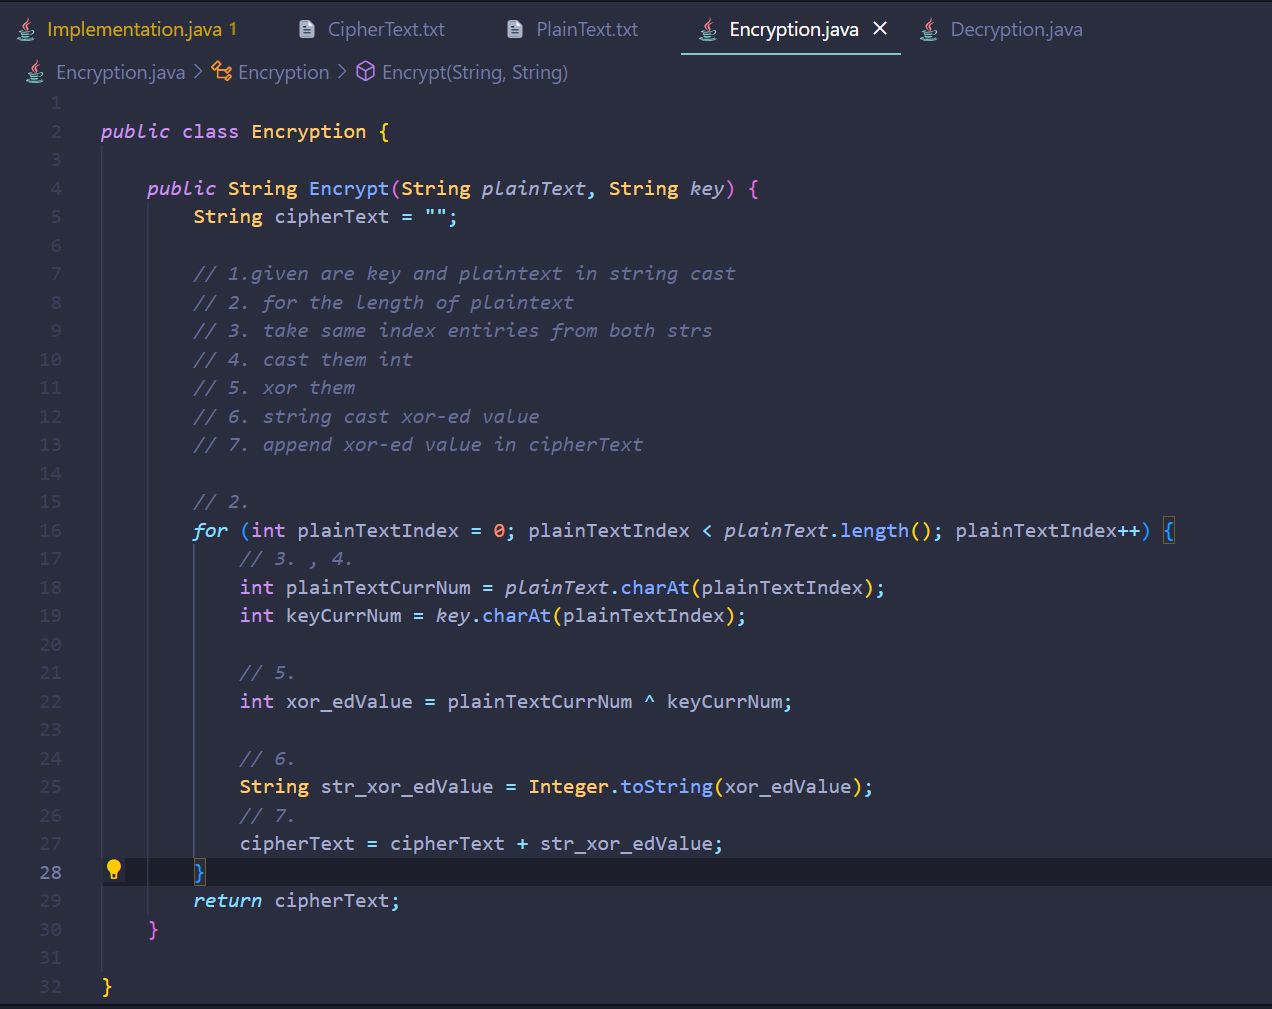 Implementation.java 1 CipherText.txt PlainText.txt Encryption.java Decryption.java
Encryption.java > Encryption > Encrypt(String, String)
1
2 public class Encryption {
3
4 public String Encrypt(String plainText, String key) {
5 String cipherText = "";
6
7 // 1.given are key and plaintext in string cast
8 // 2. for the length of plaintext
9 // 3. take same index entiries from both strs
10 // 4. cast them int
11 // 5. xor them
12 // 6. string cast xor-ed value
13 // 7. append xor-ed value in cipherText
14
15 // 2.
16 for (int plainTextIndex = 0; plainTextIndex < plainText.length(); plainTextIndex++) {
17 // 3. , 4.
18 int plainTextCurrNum = plainText.charAt(plainTextIndex);
19 int keyCurrNum = key.charAt(plainTextIndex);
20
21 // 5.
22 int xor_edValue = plainTextCurrNum ^ keyCurrNum;
23
24 // 6.
25 String str_xor_edValue = Integer.toString(xor_edValue);
26 // 7.
27 cipherText = cipherText + str_xor_edValue;
28 }
29 return cipherText;
30 }
31
32 }